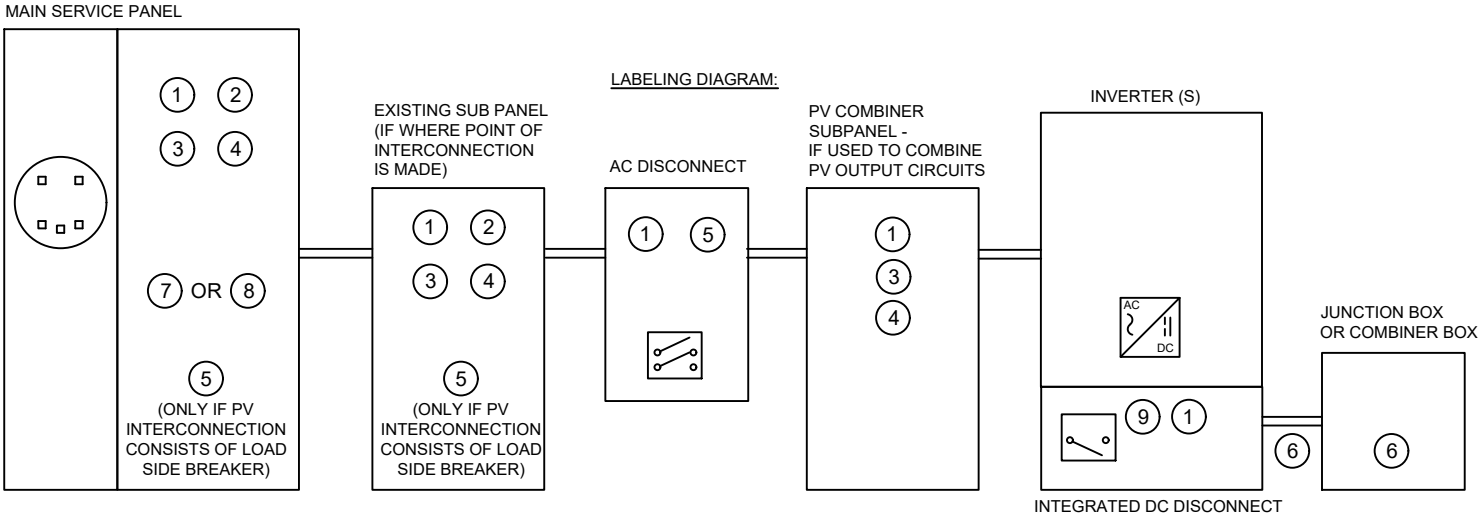 MAIN SERVICE PANEL
1 2
3 4
7 OR 8
5
(ONLY IF PV
INTERCONNECTION
CONSISTS OF LOAD
SIDE BREAKER)
EXISTING SUB PANEL
(IF WHERE POINT OF
INTERCONNECTION
IS MADE)
1 2
3 4
5
(ONLY IF PV
INTERCONNECTION
CONSISTS OF LOAD
SIDE BREAKER)
LABELING DIAGRAM:
AC DISCONNECT
1 5
PV COMBINER
SUBPANEL -
IF USED TO COMBINE
PV OUTPUT CIRCUITS
1
3
4
INVERTER (S)
AC
DC
9 1
INTEGRATED DC DISCONNECT
6
JUNCTION BOX
OR COMBINER BOX
6